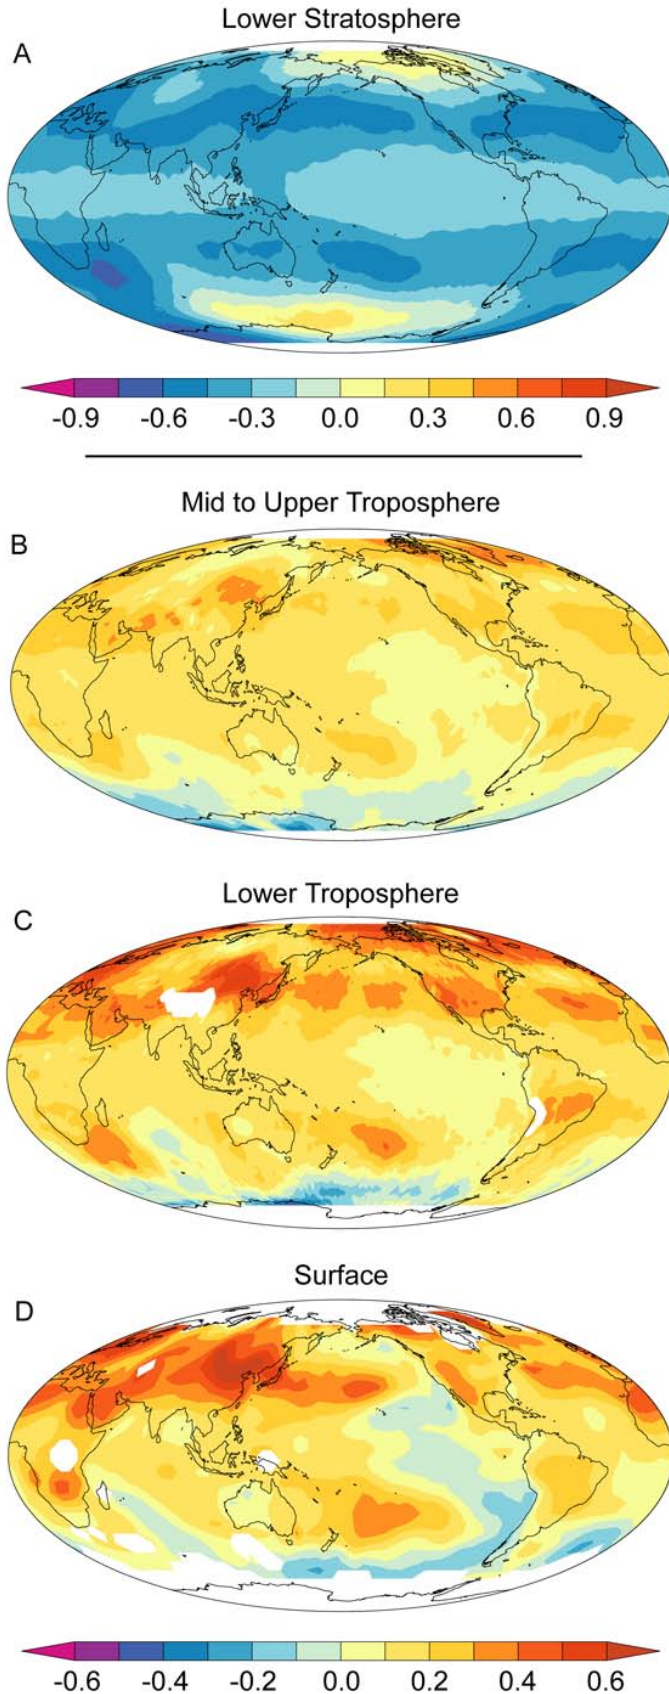 Lower Stratosphere
A
-0.9 -0.6 -0.3 0.0 0.3 0.6 0.9
Mid to Upper Troposphere
B
Lower Troposphere
C
Surface
D
-0.6 -0.4 -0.2 0.0 0.2 0.4 0.6